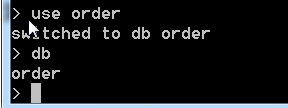 > use order
switched to db order
> db
order
>